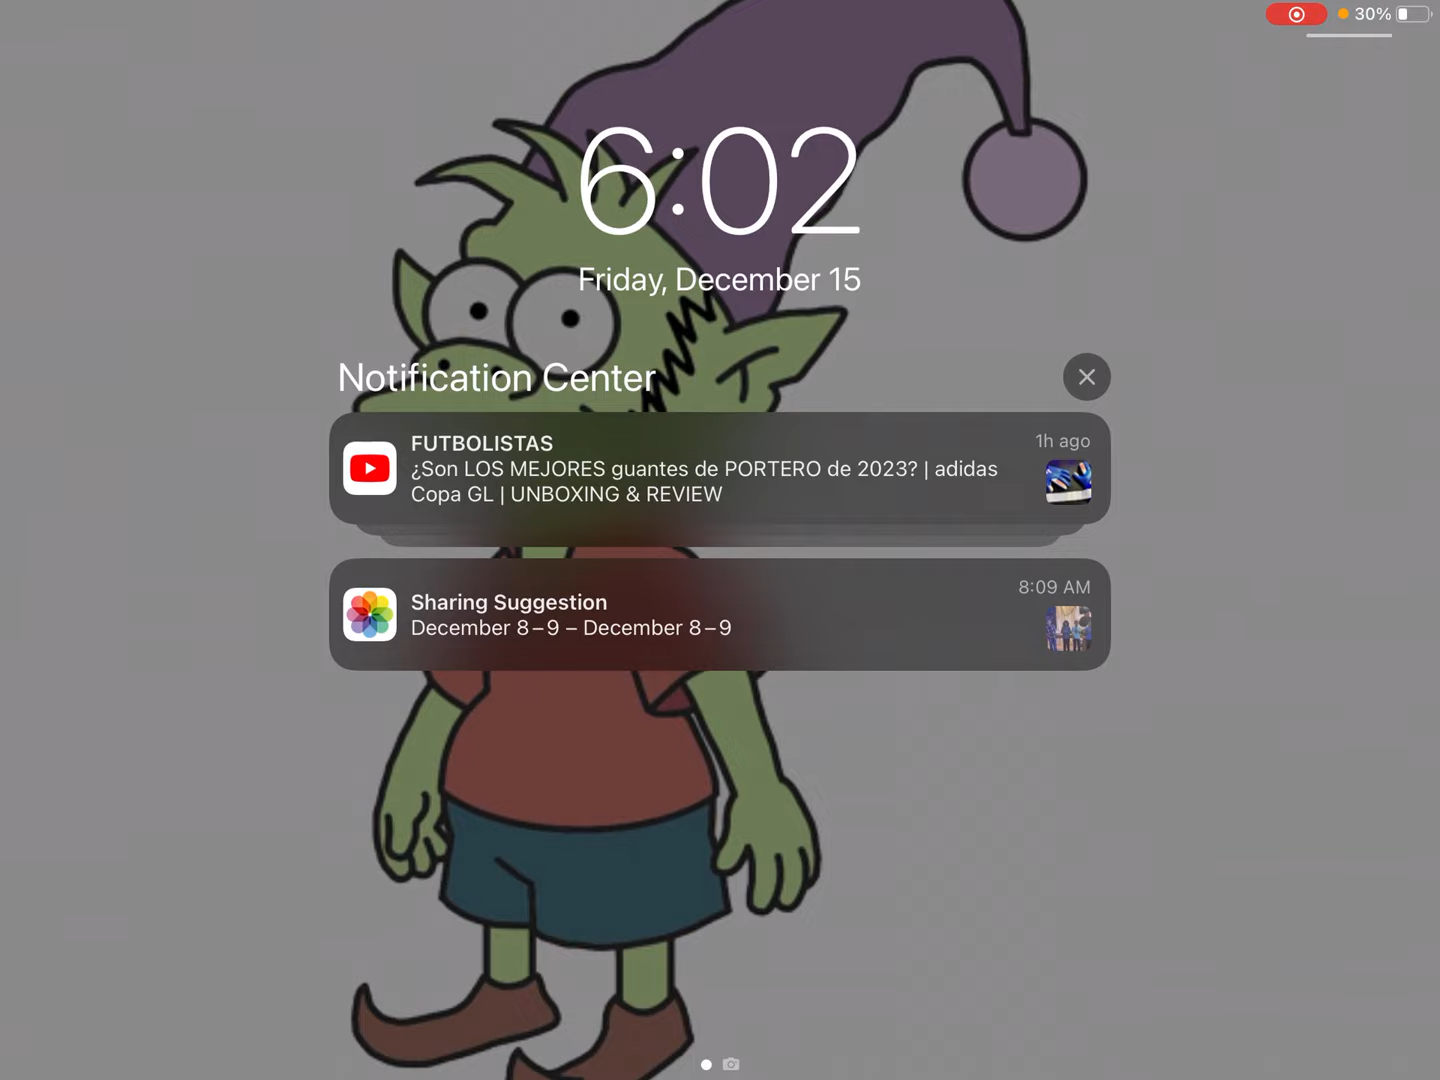 30%
6:02
Friday, December 15
Notification Center
FUTBOLISTAS
1h ago
¿Son LOS MEJORES guantes de PORTERO de 2023? | adidas
Copa GL | UNBOXING & REVIEW
8:09 AM
Sharing Suggestion
December 8–9 – December 8–9